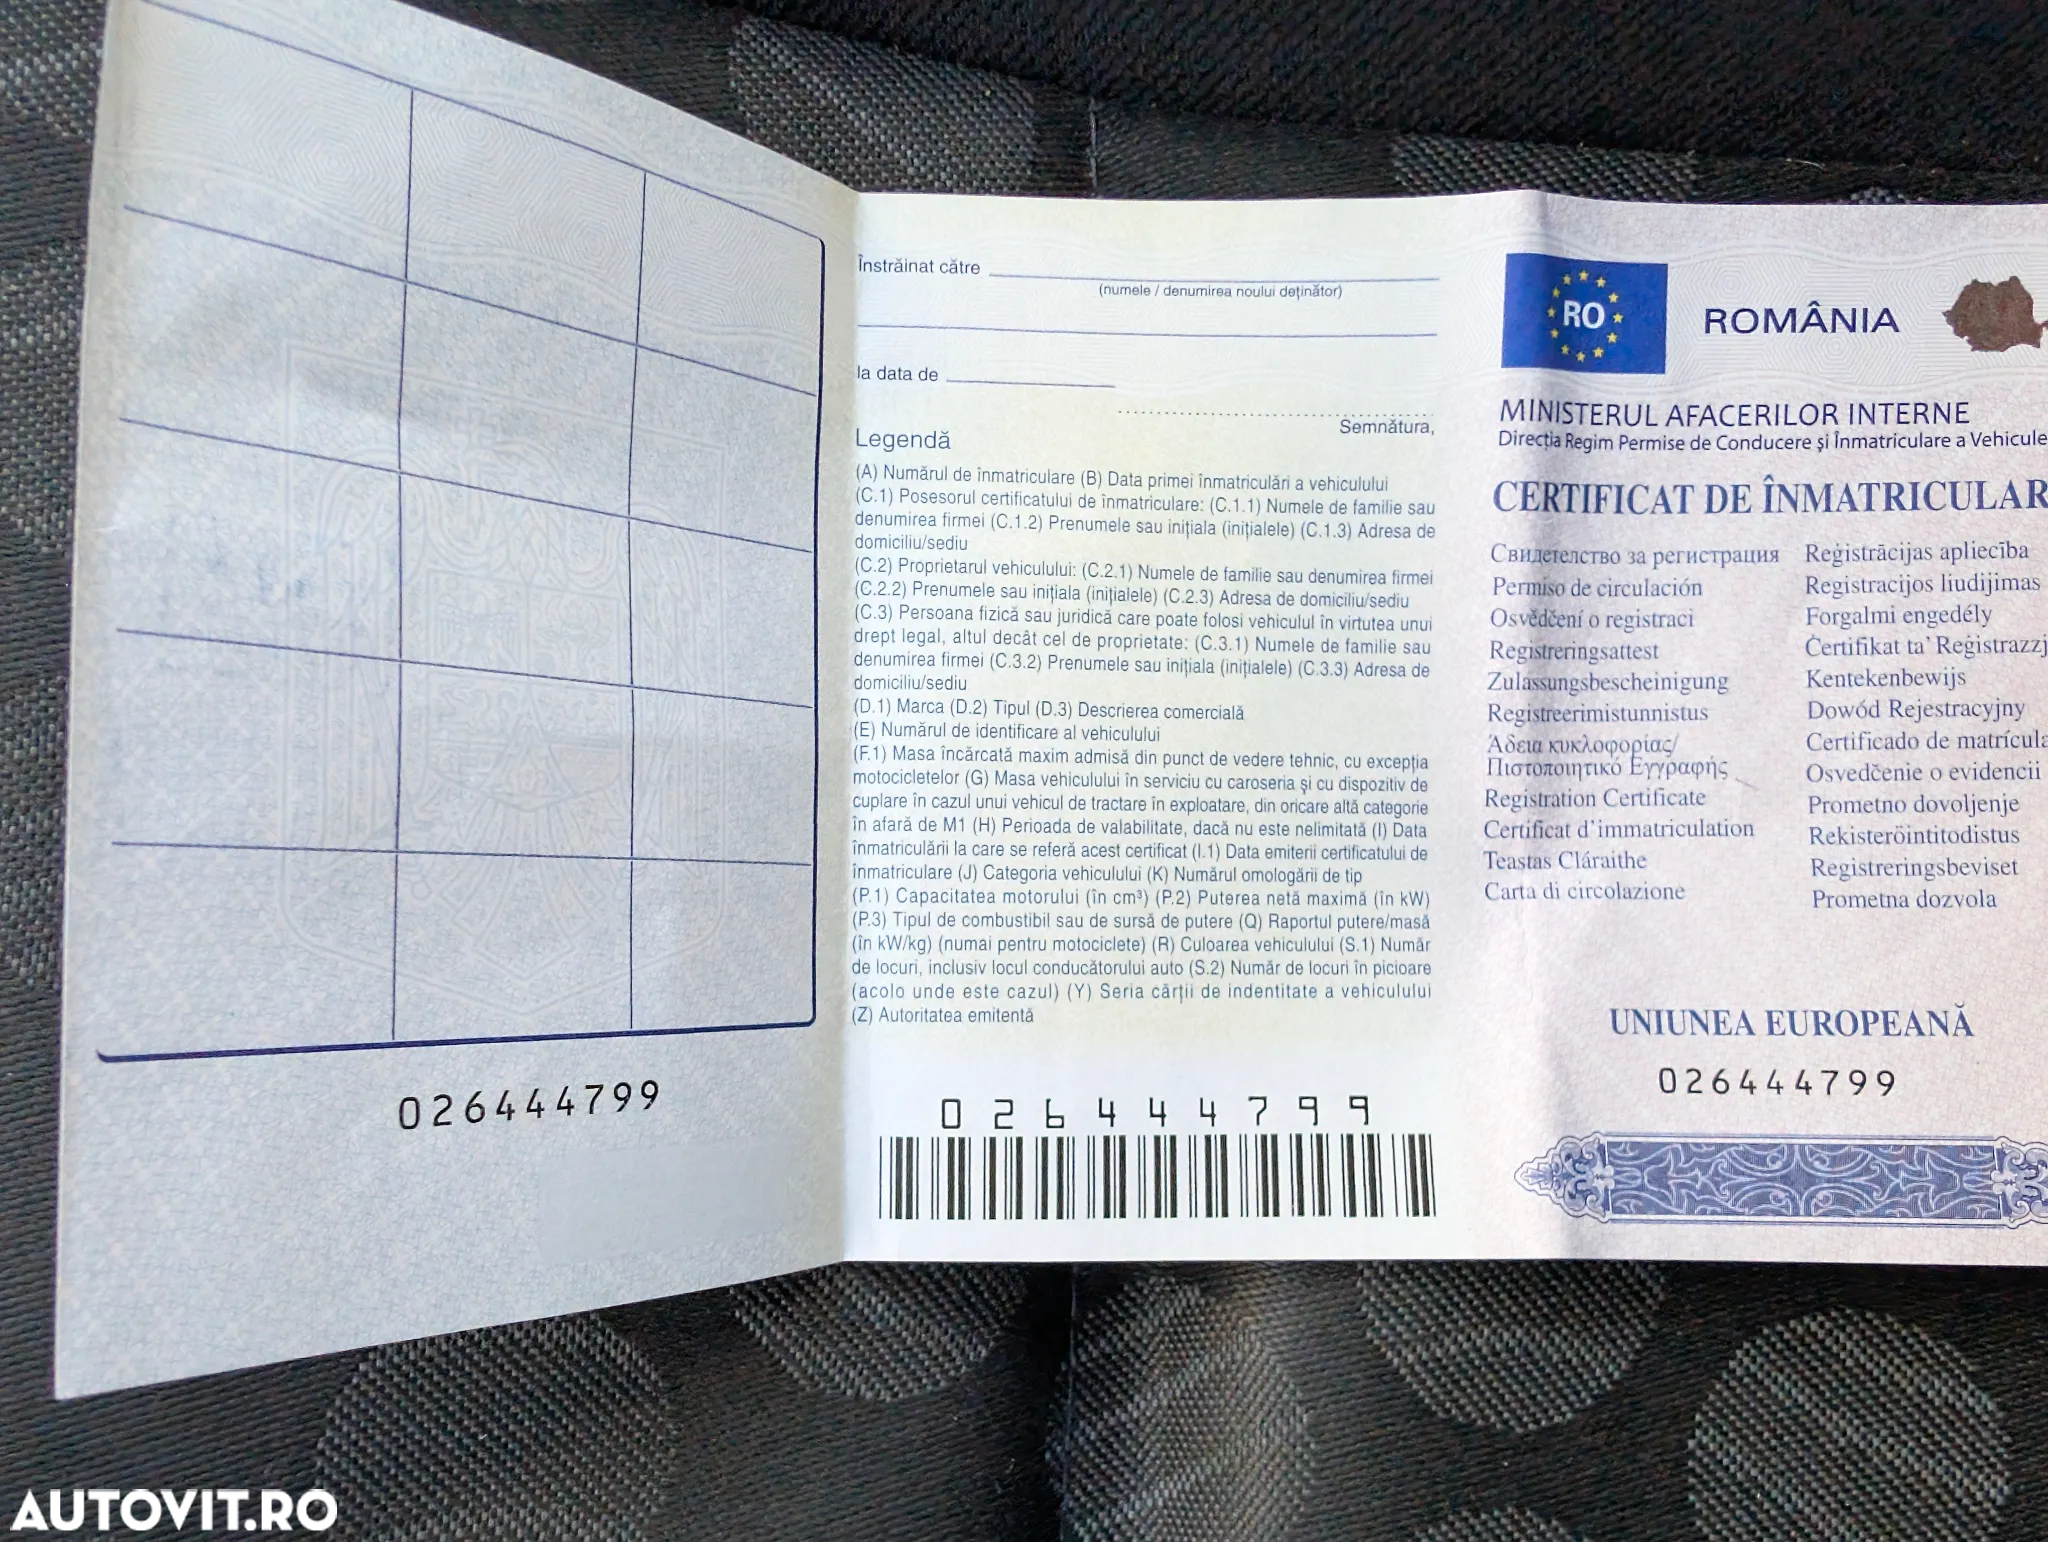 026444799
Înstrăinat către
(numele / denumirea noului deținător)
la data de
Semnătura,
Legendă
(A) Numărul de înmatriculare (B) Data primei înmatriculări a vehiculului
(C.1) Posesorul certificatului de înmatriculare: (C.1.1) Numele de familie sau
denumirea firmei (C.1.2) Prenumele sau inițiala (inițialele) (C.1.3) Adresa de
domiciliu/sediu
(C.2) Proprietarul vehiculului: (C.2.1) Numele de familie sau denumirea firmei
(C.2.2) Prenumele sau inițiala (inițialele) (C.2.3) Adresa de domiciliu/sediu
(C.3) Persoana fizică sau juridică care poate folosi vehiculul în virtutea unui
drept legal, altul decât cel de proprietate: (C.3.1) Numele de familie sau
denumirea firmei (C.3.2) Prenumele sau inițiala (inițialele) (C.3.3) Adresa de
domiciliu/sediu
(D.1) Marca (D.2) Tipul (D.3) Descrierea comercială
(E) Numărul de identificare al vehiculului
(F.1) Masa încărcată maxim admisă din punct de vedere tehnic, cu excepția
motocicletelor (G) Masa vehiculului în serviciu cu caroseria și cu dispozitiv de
cuplare în cazul unui vehicul de tractare în exploatare, din oricare altă categorie
în afară de M1 (H) Perioada de valabilitate, dacă nu este nelimitată (I) Data
înmatriculării la care se referă acest certificat (I.1) Data emiterii certificatului de
înmatriculare (J) Categoria vehiculului (K) Numărul omologării de tip
(P.1) Capacitatea motorului (în cm³) (P.2) Puterea netă maximă (în kW)
(P.3) Tipul de combustibil sau de sursă de putere (Q) Raportul putere/masă
(în kW/kg) (numai pentru motociclete) (R) Culoarea vehiculului (S.1) Număr
de locuri, inclusiv locul conducătorului auto (S.2) Număr de locuri în picioare
(acolo unde este cazul) (Y) Seria cărții de indentitate a vehiculului
(Z) Autoritatea emitentă
026444799
RO
ROMÂNIA
MINISTERUL AFACERILOR INTERNE
Direcția Regim Permise de Conducere și Înmatriculare a Vehicule
CERTIFICAT DE ÎNMATRICULAR
Свидетелство за регистрация
Permiso de circulación
Osvědčení o registraci
Registreringsattest
Zulassungsbescheinigung
Registreerimistunnistus
Άδεια κυκλοφορίας/
Πιστοποιητικό Εγγραφής
Registration Certificate
Certificat d'immatriculation
Teastas Cláraithe
Carta di circolazione
Reģistrācijas apliecība
Registracijos liudijimas
Forgalmi engedély
Ċertifikat ta' Reġistrazzj
Kentekenbewijs
Dowód Rejestracyjny
Certificado de matrícula
Osvedčenie o evidencii
Prometno dovoljenje
Rekisteröintitodistus
Registreringsbeviset
Prometna dozvola
UNIUNEA EUROPEANĂ
026444799
AUTOVIT.RO